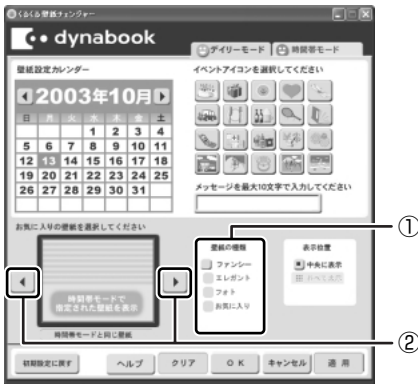 くるくる壁紙チェンジャー
dynabook
デイリーモード
時間帯モード
壁紙設定カレンダー
イベントアイコンを選択してください
2003年10月
日 月 火 水 木 金 土
1 2 3 4
5 6 7 8 9 10 11
12 13 14 15 16 17 18
19 20 21 22 23 24 25
26 27 28 29 30 31
メッセージを最大10文字で入力してください
お気に入りの壁紙を選択してください
壁紙の種類
表示位置
ファンシー
エレガント
フォト
お気に入り
中央に表示
時間帯モードで
指定された壁紙を表示
時間帯モードと同じ壁紙
①
②
初期設定に戻す
ヘルプ
クリア
OK
キャンセル
適用